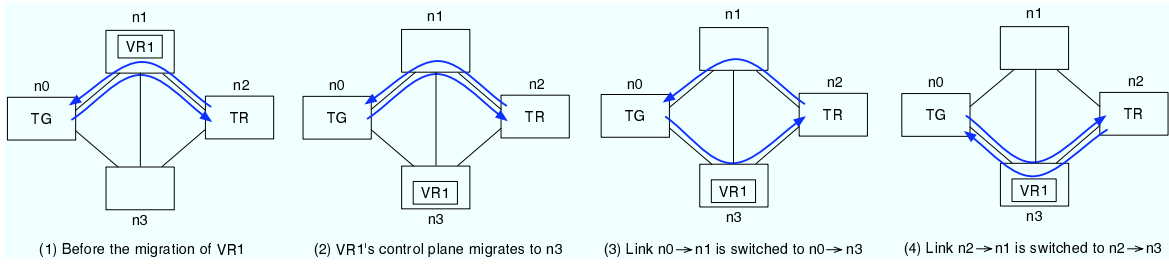 n1
VR1
n0
n2
TG
TR
n3
(1) Before the migration of VR1
n1
n0
n2
TG
TR
VR1
n3
(2) VR1's control plane migrates to n3
n1
n0
n2
TG
TR
VR1
n3
(3) Link n0→n1 is switched to n0→n3
n1
n0
n2
TG
TR
VR1
n3
(4) Link n2→n1 is switched to n2→n3